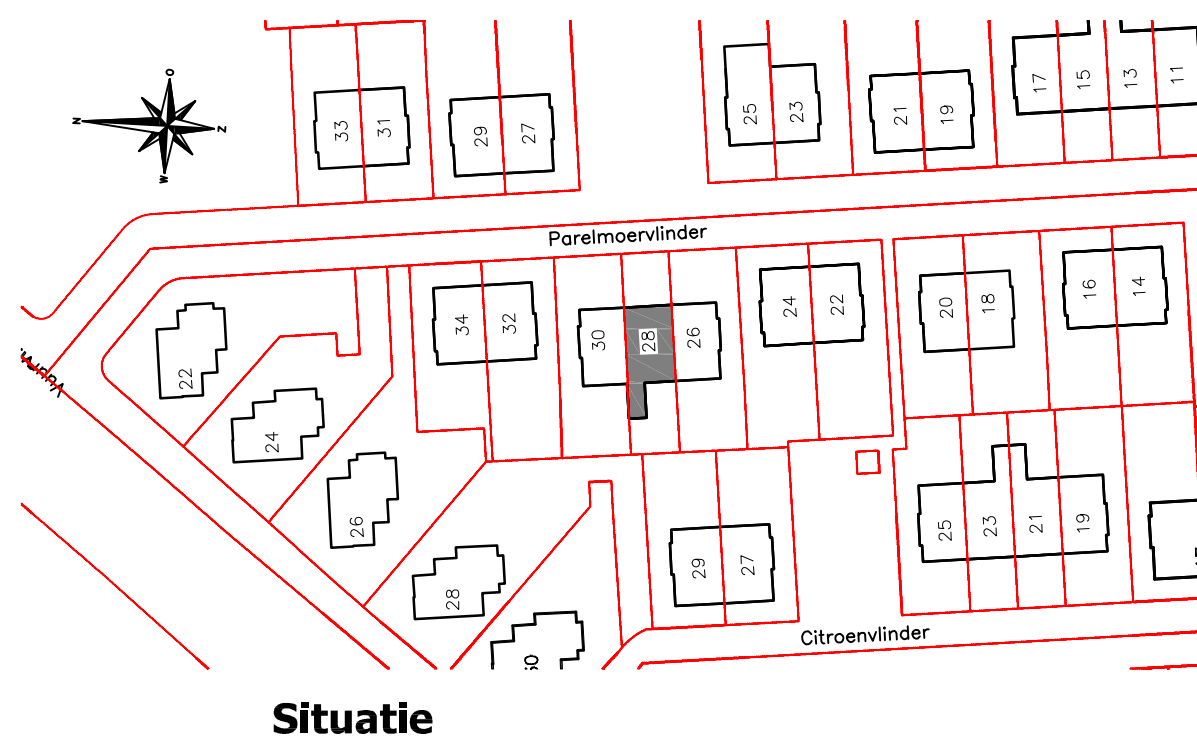 O
N
Z
W
33 31 29 27 25 23 21 19 17 15 13 11
Parelmoervlinder
34 32 30 28 26 24 22 20 18 16 14
22
24
26
28
25 23 21 19
29 27
Citroenvlinder
Situatie